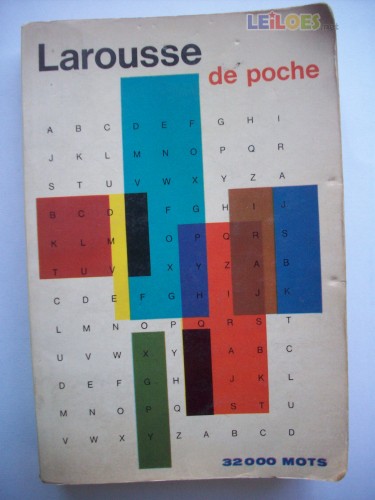 LEiLOES
Larousse
de poche
A B C D E F G H I
J K L M N O P Q R
S T U V W X Y Z A
B C D F G H I J
K L M O P Q R S
T U V X Y Z A B
C D E F G H I J K
L M N O P Q R S T
U V W X Y A B C
D E F G H J K L
M N O P Q S T U
V W X Y Z A B C D
32000 MOTS